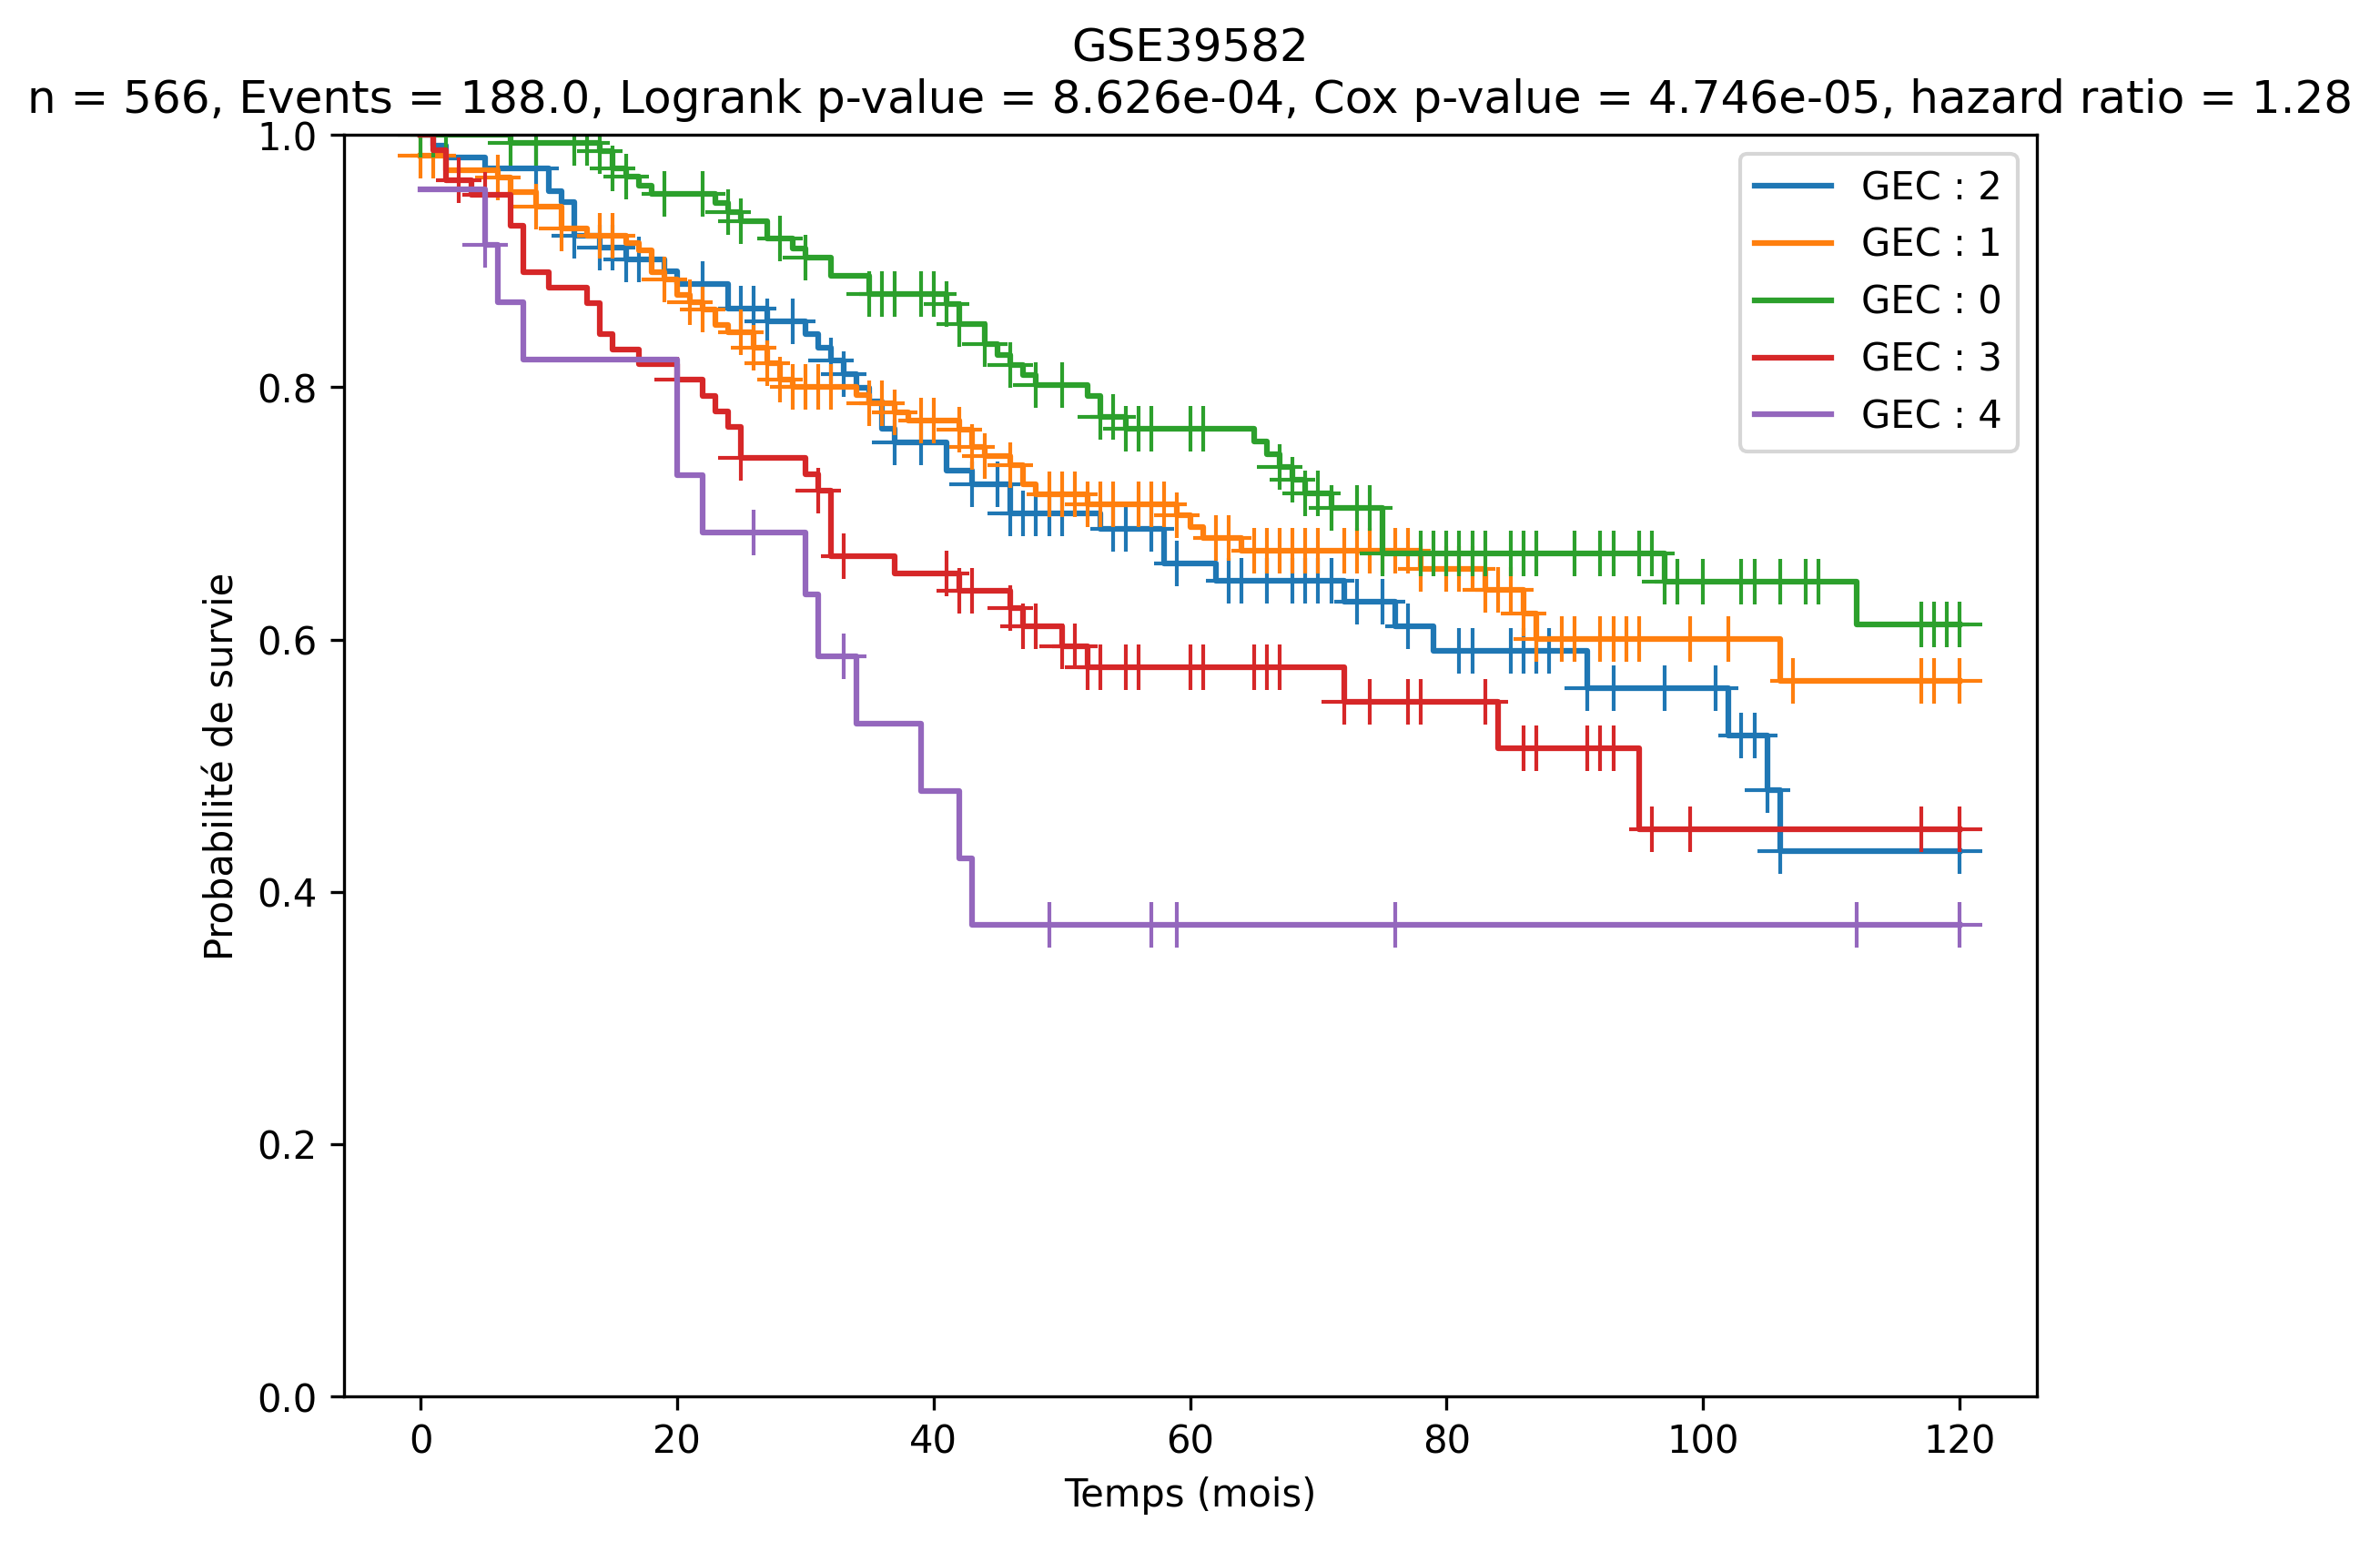 GSE39582
n = 566, Events = 188.0, Logrank p-value = 8.626e-04, Cox p-value = 4.746e-05, hazard ratio = 1.28
1.0
0.8
0.6
0.4
0.2
0.0
Probabilité de survie
GEC : 2
GEC : 1
GEC : 0
GEC : 3
GEC : 4
0 20 40 60 80 100 120
Temps (mois)